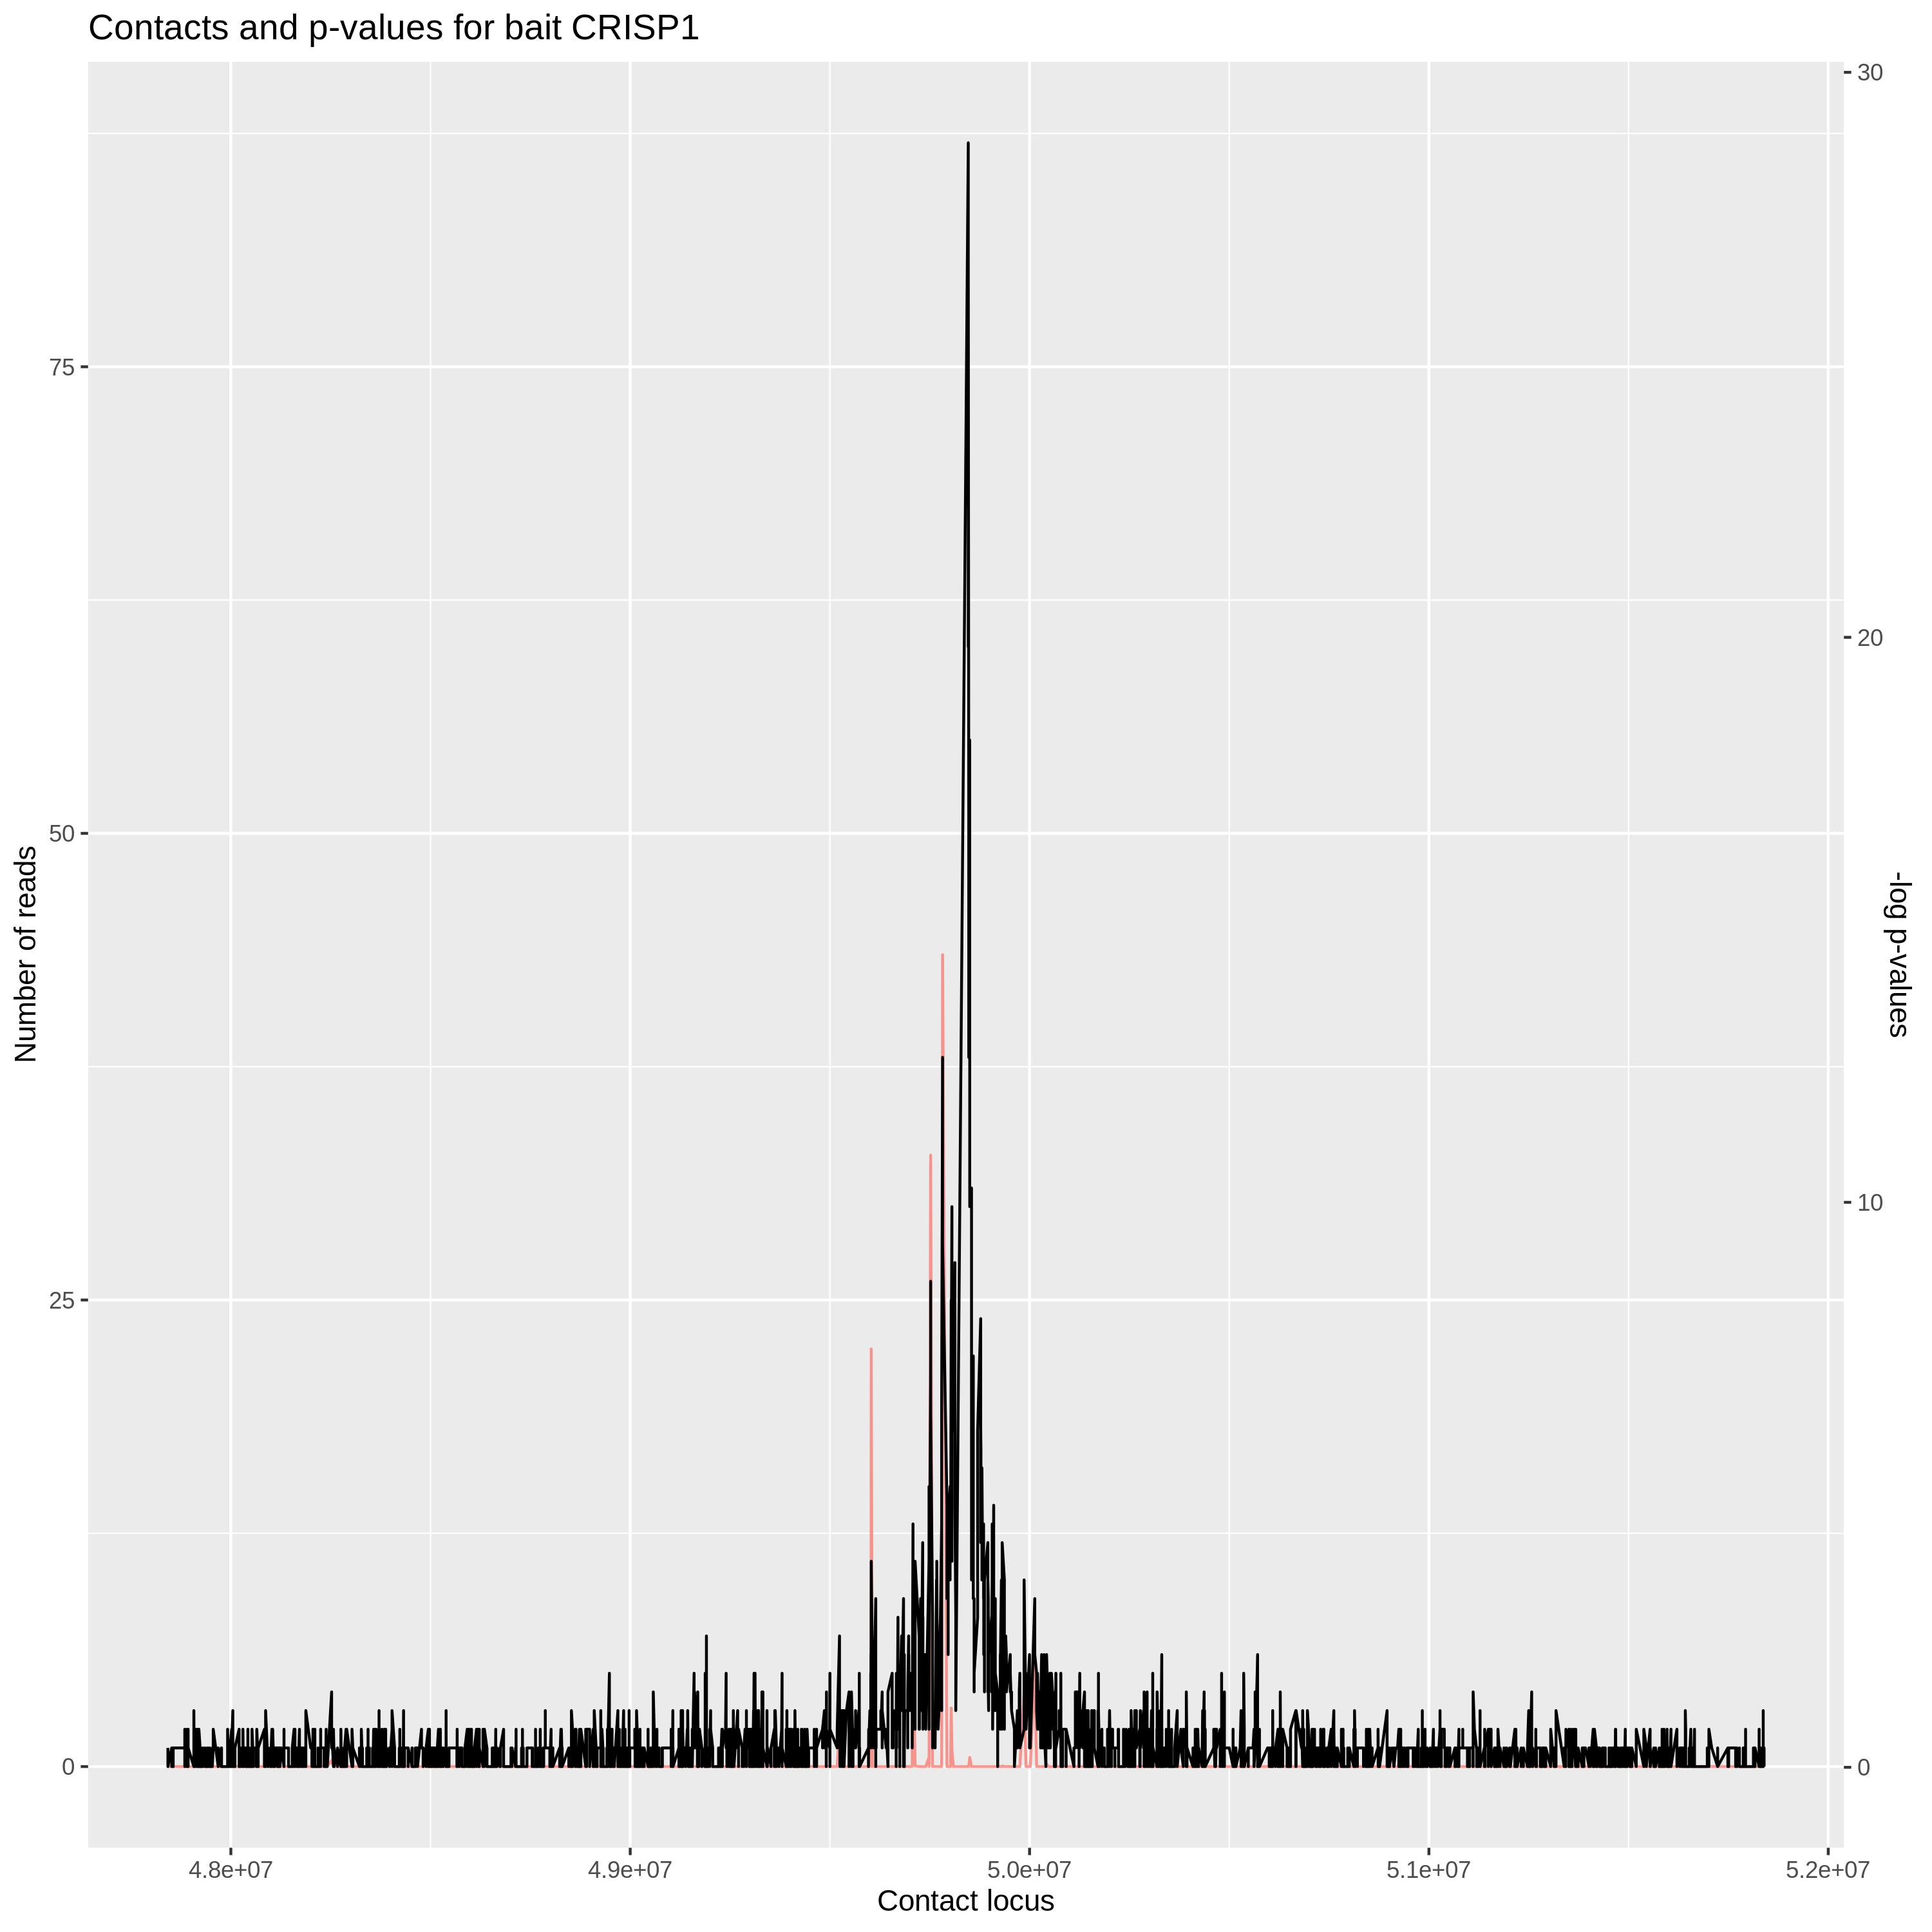 Contacts and p-values for bait CRISP1
30
75
20
50
Number of reads
-log p-values
10
25
0
0
4.8e+07 4.9e+07 5.0e+07 5.1e+07 5.2e+07
Contact locus